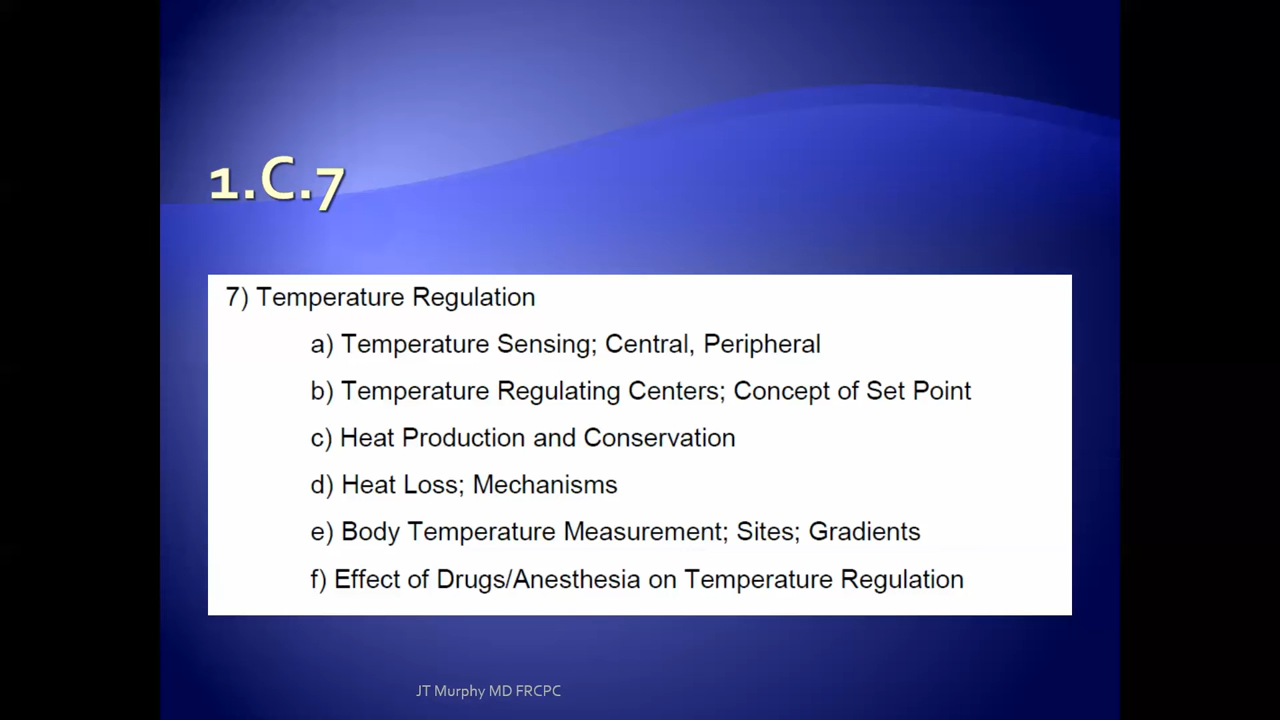 1.C.7
7) Temperature Regulation
a) Temperature Sensing; Central, Peripheral
b) Temperature Regulating Centers; Concept of Set Point
c) Heat Production and Conservation
d) Heat Loss; Mechanisms
e) Body Temperature Measurement; Sites; Gradients
f) Effect of Drugs/Anesthesia on Temperature Regulation
JT Murphy MD FRCPC